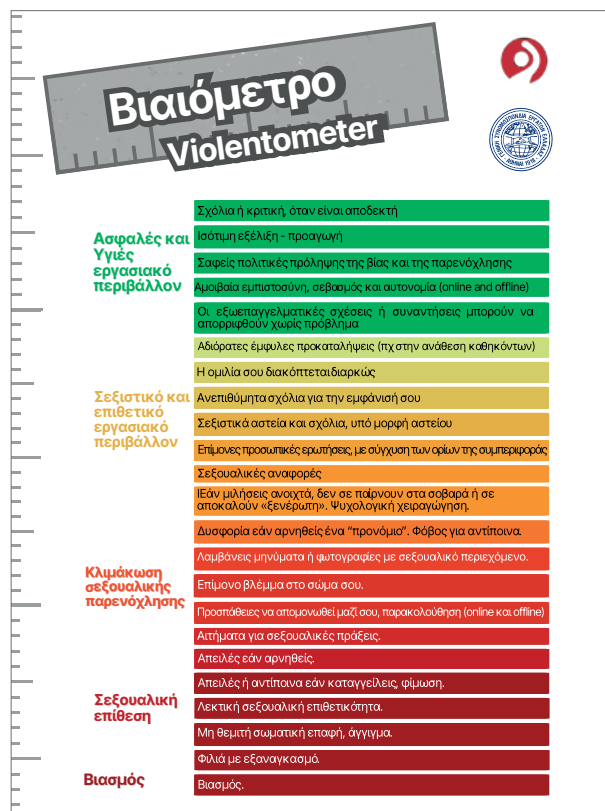 Βιαιόμετρο
Violentometer
Ασφαλές και
Υγιές
εργασιακό
περιβάλλον
Σχόλια ή κριτική, όταν είναι αποδεκτή
Ισότιμη εξέλιξη - προαγωγή
Σαφείς πολιτικές πρόληψης της βίας και της παρενόχλησης
Αμοιβαία εμπιστοσύνη, σεβασμός και αυτονομία (online and offline)
Οι εξωεπαγγελματικές σχέσεις ή συναντήσεις μπορούν να
απορριφθούν χωρίς πρόβλημα
Σεξιστικό και
επιθετικό
εργασιακό
περιβάλλον
Αδιόρατες έμφυλες προκαταλήψεις (πχ στην ανάθεση καθηκόντων)
Η ομιλία σου διακόπτεται διαρκώς
Ανεπιθύμητα σχόλια για την εμφάνισή σου
Σεξιστικά αστεία και σχόλια, υπό μορφή αστείου
Επίμονες προσωπικές ερωτήσεις, με σύγχυση των ορίων της συμπεριφοράς
Σεξουαλικές αναφορές
ΙΕάν μιλήσεις ανοιχτά, δεν σε παίρνουν στα σοβαρά ή σε
αποκαλούν «ξενέρωτη». Ψυχολογική χειραγώγηση.
Δυσφορία εάν αρνηθείς ένα “προνόμιο”. Φόβος για αντίποινα.
Κλιμάκωση
σεξουαλικής
παρενόχλησης
Λαμβάνεις μηνύματα ή φωτογραφίες με σεξουαλικό περιεχόμενο.
Επίμονο βλέμμα στο σώμα σου.
Προσπάθειες να απομονωθεί μαζί σου, παρακολούθηση (online και offline)
Αιτήματα για σεξουαλικές πράξεις.
Απειλές εάν αρνηθείς.
Σεξουαλική
επίθεση
Απειλές ή αντίποινα εάν καταγγείλεις, φίμωση.
Λεκτική σεξουαλική επιθετικότητα.
Μη θεμιτή σωματική επαφή, άγγιγμα.
Φιλιά με εξαναγκασμό.
Βιασμός
Βιασμός.